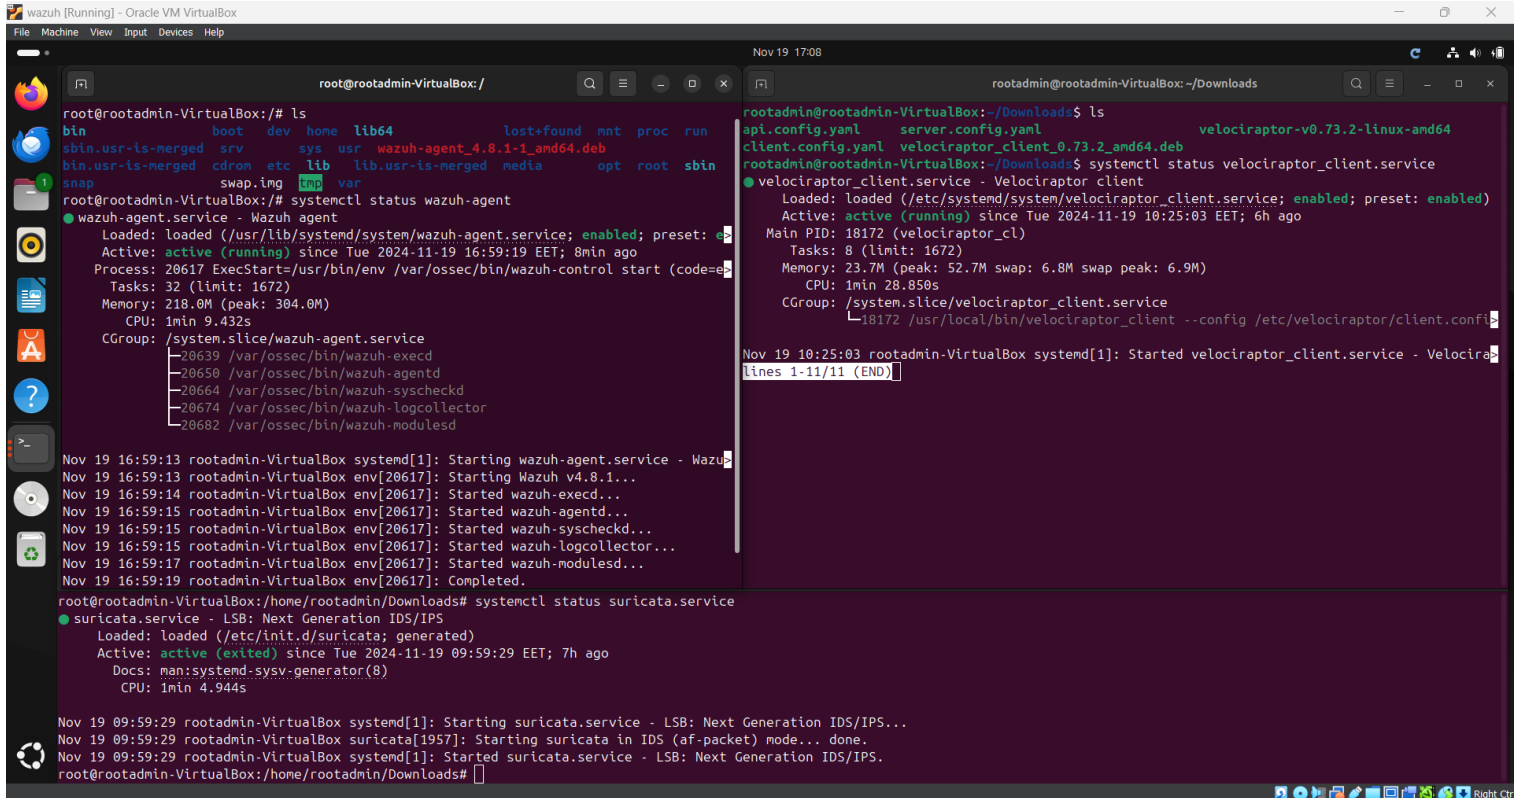 wazuh [Running] - Oracle VM VirtualBox
File Machine View Input Devices Help
Nov 19 17:08
root@rootadmin-VirtualBox: /
root@rootadmin-VirtualBox:/# ls
bin boot dev home lib64 lost+found mnt proc run
sbin.usr-is-merged srv sys usr wazuh-agent_4.8.1-1_amd64.deb
bin.usr-is-merged cdrom etc lib lib.usr-is-merged media opt root sbin
snap swap.img tmp var
root@rootadmin-VirtualBox:/# systemctl status wazuh-agent
● wazuh-agent.service - Wazuh agent
Loaded: loaded (/usr/lib/systemd/system/wazuh-agent.service; enabled; preset: e>
Active: active (running) since Tue 2024-11-19 16:59:19 EET; 8min ago
Process: 20617 ExecStart=/usr/bin/env /var/ossec/bin/wazuh-control start (code=e>
Tasks: 32 (limit: 1672)
Memory: 218.0M (peak: 304.0M)
CPU: 1min 9.432s
CGroup: /system.slice/wazuh-agent.service
├─20639 /var/ossec/bin/wazuh-execd
├─20650 /var/ossec/bin/wazuh-agentd
├─20664 /var/ossec/bin/wazuh-syscheckd
├─20674 /var/ossec/bin/wazuh-logcollector
└─20682 /var/ossec/bin/wazuh-modulesd
Nov 19 16:59:13 rootadmin-VirtualBox systemd[1]: Starting wazuh-agent.service - Wazu>
Nov 19 16:59:13 rootadmin-VirtualBox env[20617]: Starting Wazuh v4.8.1...
Nov 19 16:59:14 rootadmin-VirtualBox env[20617]: Started wazuh-execd...
Nov 19 16:59:15 rootadmin-VirtualBox env[20617]: Started wazuh-agentd...
Nov 19 16:59:15 rootadmin-VirtualBox env[20617]: Started wazuh-syscheckd...
Nov 19 16:59:15 rootadmin-VirtualBox env[20617]: Started wazuh-logcollector...
Nov 19 16:59:17 rootadmin-VirtualBox env[20617]: Started wazuh-modulesd...
Nov 19 16:59:19 rootadmin-VirtualBox env[20617]: Completed.
rootadmin@rootadmin-VirtualBox: ~/Downloads
rootadmin@rootadmin-VirtualBox:~/Downloads$ ls
api.config.yaml server.config.yaml velociraptor-v0.73.2-linux-amd64
client.config.yaml velociraptor_client_0.73.2_amd64.deb
rootadmin@rootadmin-VirtualBox:~/Downloads$ systemctl status velociraptor_client.service
● velociraptor_client.service - Velociraptor client
Loaded: loaded (/etc/systemd/system/velociraptor_client.service; enabled; preset: enabled)
Active: active (running) since Tue 2024-11-19 10:25:03 EET; 6h ago
Main PID: 18172 (velociraptor_cl)
Tasks: 8 (limit: 1672)
Memory: 23.7M (peak: 52.7M swap: 6.8M swap peak: 6.9M)
CPU: 1min 28.850s
CGroup: /system.slice/velociraptor_client.service
└─18172 /usr/local/bin/velociraptor_client --config /etc/velociraptor/client.confi>
Nov 19 10:25:03 rootadmin-VirtualBox systemd[1]: Started velociraptor_client.service - Velocira>
lines 1-11/11 (END)
root@rootadmin-VirtualBox:/home/rootadmin/Downloads# systemctl status suricata.service
● suricata.service - LSB: Next Generation IDS/IPS
Loaded: loaded (/etc/init.d/suricata; generated)
Active: active (exited) since Tue 2024-11-19 09:59:29 EET; 7h ago
Docs: man:systemd-sysv-generator(8)
CPU: 1min 4.944s
Nov 19 09:59:29 rootadmin-VirtualBox systemd[1]: Starting suricata.service - LSB: Next Generation IDS/IPS...
Nov 19 09:59:29 rootadmin-VirtualBox suricata[1957]: Starting suricata in IDS (af-packet) mode... done.
Nov 19 09:59:29 rootadmin-VirtualBox systemd[1]: Started suricata.service - LSB: Next Generation IDS/IPS.
root@rootadmin-VirtualBox:/home/rootadmin/Downloads#
1
Right Ctr